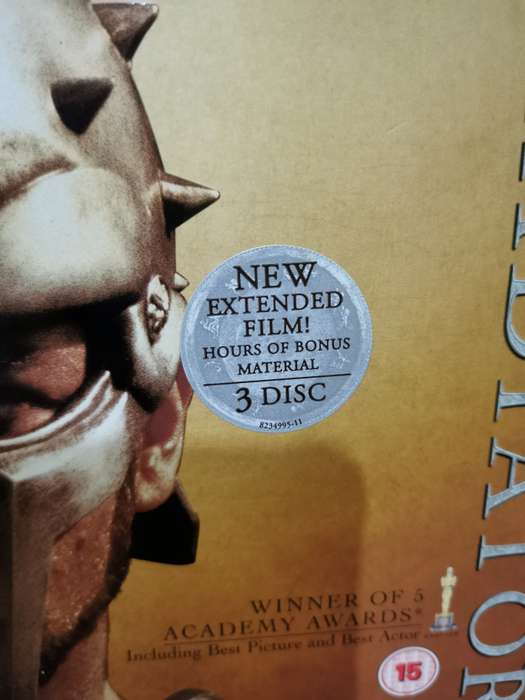 NEW
EXTENDED
FILM!
HOURS OF BONUS
MATERIAL
3 DISC
8234995-11
WINNER OF 5
ACADEMY AWARDS®
Including Best Picture and Best Actor
15
DIATOR